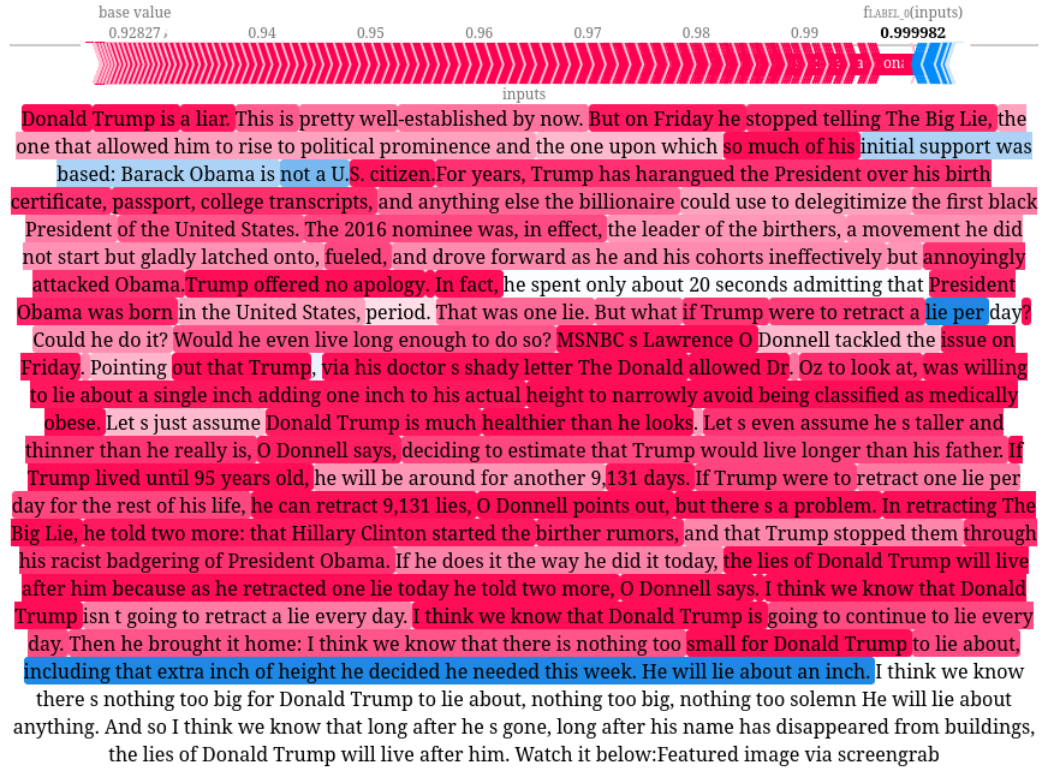 base value
fLABEL_0(inputs)
0.92827
0.94
0.95
0.96
0.97
0.98
0.99
0.999982
inputs
Donald Trump is a liar. This is pretty well-established by now. But on Friday he stopped telling The Big Lie, the
one that allowed him to rise to political prominence and the one upon which so much of his initial support was
based: Barack Obama is not a U.S. citizen.For years, Trump has harangued the President over his birth
certificate, passport, college transcripts, and anything else the billionaire could use to delegitimize the first black
President of the United States. The 2016 nominee was, in effect, the leader of the birthers, a movement he did
not start but gladly latched onto, fueled, and drove forward as he and his cohorts ineffectively but annoyingly
attacked Obama.Trump offered no apology. In fact, he spent only about 20 seconds admitting that President
Obama was born in the United States, period. That was one lie. But what if Trump were to retract a lie per day?
Could he do it? Would he even live long enough to do so? MSNBC s Lawrence O Donnell tackled the issue on
Friday. Pointing out that Trump, via his doctor s shady letter The Donald allowed Dr. Oz to look at, was willing
to lie about a single inch adding one inch to his actual height to narrowly avoid being classified as medically
obese. Let s just assume Donald Trump is much healthier than he looks. Let s even assume he s taller and
thinner than he really is, O Donnell says, deciding to estimate that Trump would live longer than his father. If
Trump lived until 95 years old, he will be around for another 9,131 days. If Trump were to retract one lie per
day for the rest of his life, he can retract 9,131 lies, O Donnell points out, but there s a problem. In retracting The
Big Lie, he told two more: that Hillary Clinton started the birther rumors, and that Trump stopped them through
his racist badgering of President Obama. If he does it the way he did it today, the lies of Donald Trump will live
after him because as he retracted one lie today he told two more, O Donnell says. I think we know that Donald
Trump isn t going to retract a lie every day. I think we know that Donald Trump is going to continue to lie every
day. Then he brought it home: I think we know that there is nothing too small for Donald Trump to lie about,
including that extra inch of height he decided he needed this week. He will lie about an inch. I think we know
there s nothing too big for Donald Trump to lie about, nothing too big, nothing too solemn He will lie about
anything. And so I think we know that long after he s gone, long after his name has disappeared from buildings,
the lies of Donald Trump will live after him. Watch it below:Featured image via screengrab